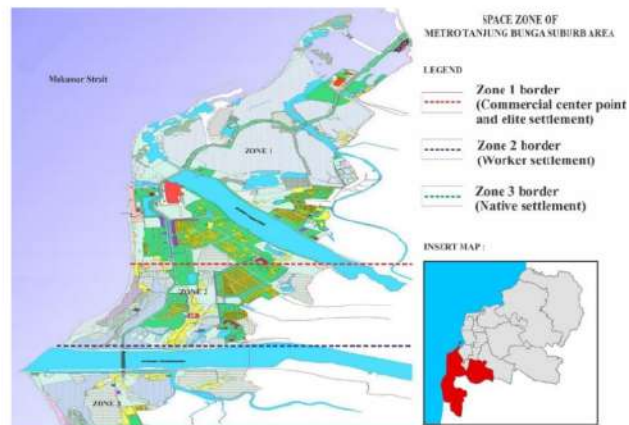 SPACE ZONE OF
METRO TANJUNG BUNGA SUBURB AREA
Makassar Strait
LEGEND
Zone 1 border
(Commercial center point
and elite settlement)
Zone 2 border
(Worker settlement)
Zone 3 border
(Native settlement)
INSERT MAP :
ZONE 1
ZONE 2
ZONE 3